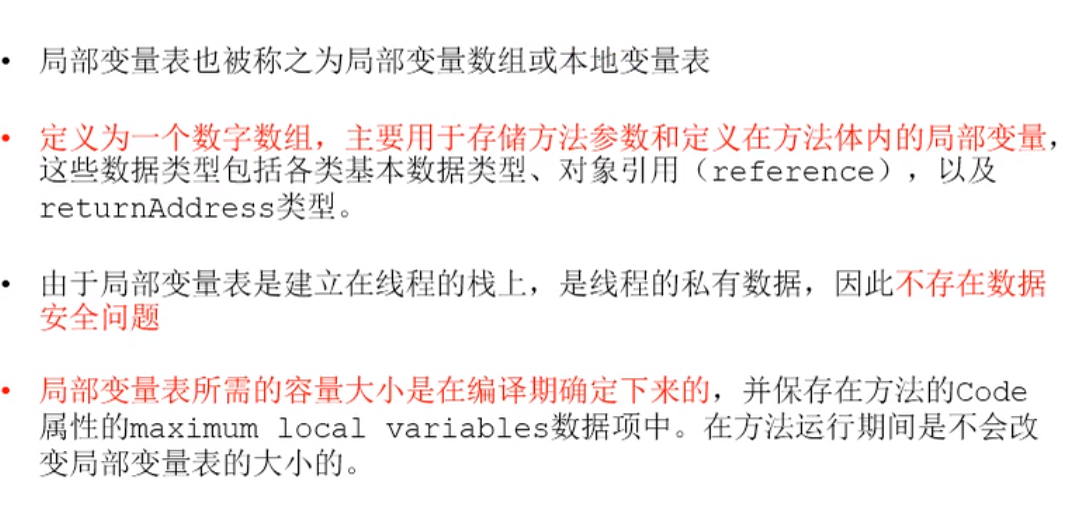 • 局部变量表也被称之为局部变量数组或本地变量表
• 定义为一个数字数组，主要用于存储方法参数和定义在方法体内的局部变量，
这些数据类型包括各类基本数据类型、对象引用（reference），以及
returnAddress类型。
• 由于局部变量表是建立在线程的栈上，是线程的私有数据，因此不存在数据
安全问题
• 局部变量表所需的容量大小是在编译期确定下来的，并保存在方法的Code
属性的maximum local variables数据项中。在方法运行期间是不会改
变局部变量表的大小的。